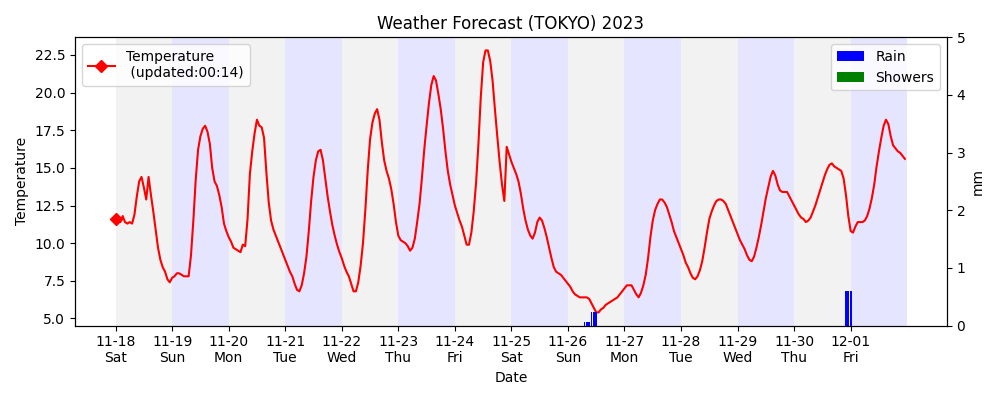 Weather Forecast (TOKYO) 2023
Temperature
(updated:00:14)
Rain
Showers
22.5
20.0
17.5
15.0
12.5
10.0
7.5
5.0
Temperature
5
4
3
2
1
0
mm
11-18 11-19 11-20 11-21 11-22 11-23 11-24 11-25 11-26 11-27 11-28 11-29 11-30 12-01
Sat Sun Mon Tue Wed Thu Fri Sat Sun Mon Tue Wed Thu Fri
Date